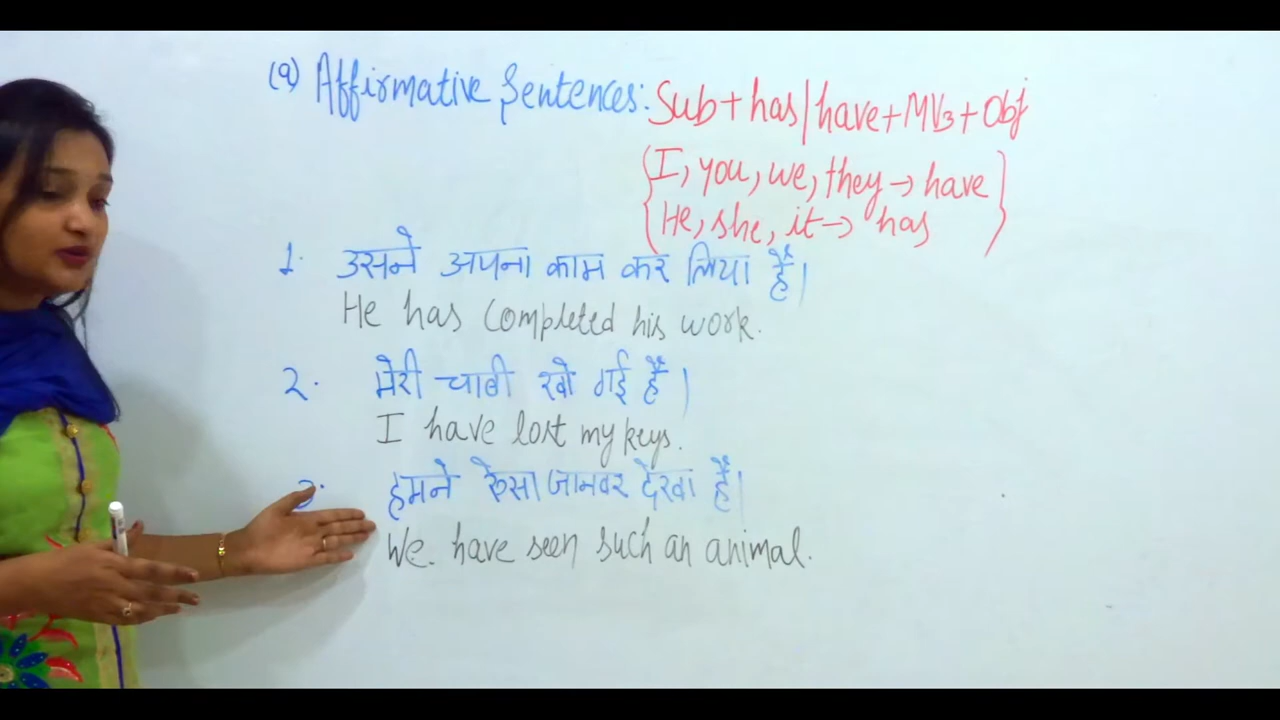 (a) Affirmative Sentences: Sub + has/have + MV3 + Obj
{I, you, we, they → have}
{He, she, it → has}
1. उसने अपना काम कर लिया है।
He has completed his work.
2. मेरी चाबी खो गई है।
I have lost my keys.
हमने ऐसा जानवर देखा है।
We have seen such an animal.